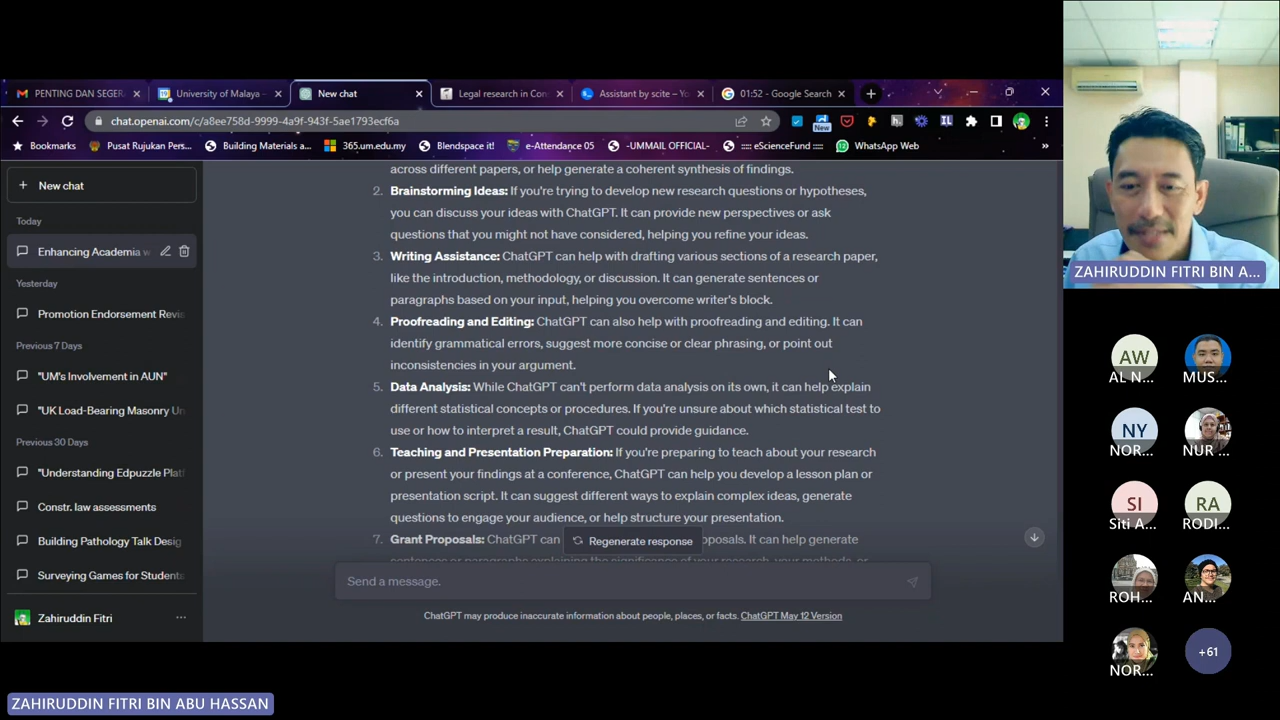 PENTING DAN SEGER
University of Malaya –
New chat
Legal research in Con
Assistant by scite – Yo
01:52 - Google Search
chat.openai.com/c/a8ee758d-9999-4a9f-943f-5ae1793ecf6a
New
Bookmarks
Pusat Rujukan Pers...
Building Materials a...
365.um.edu.my
Blendspace it!
e-Attendance 05
-UMMAIL OFFICIAL-
::::: eScienceFund ::::
WhatsApp Web
»
+ New chat
Today
Enhancing Academia w
Yesterday
Promotion Endorsement Revi
Previous 7 Days
"UM's Involvement in AUN"
"UK Load-Bearing Masonry Un
Previous 30 Days
"Understanding Edpuzzle Platf
Constr. law assessments
Building Pathology Talk Desig
Surveying Games for Students
Zahiruddin Fitri
across different papers, or help generate a coherent synthesis of findings.
2. Brainstorming Ideas: If you're trying to develop new research questions or hypotheses,
you can discuss your ideas with ChatGPT. It can provide new perspectives or ask
questions that you might not have considered, helping you refine your ideas.
3. Writing Assistance: ChatGPT can help with drafting various sections of a research paper,
like the introduction, methodology, or discussion. It can generate sentences or
paragraphs based on your input, helping you overcome writer's block.
4. Proofreading and Editing: ChatGPT can also help with proofreading and editing. It can
identify grammatical errors, suggest more concise or clear phrasing, or point out
inconsistencies in your argument.
5. Data Analysis: While ChatGPT can't perform data analysis on its own, it can help explain
different statistical concepts or procedures. If you're unsure about which statistical test to
use or how to interpret a result, ChatGPT could provide guidance.
6. Teaching and Presentation Preparation: If you're preparing to teach about your research
or present your findings at a conference, ChatGPT can help you develop a lesson plan or
presentation script. It can suggest different ways to explain complex ideas, generate
questions to engage your audience, or help structure your presentation.
7. Grant Proposals: ChatGPT can
oposals. It can help generate
Regenerate response
Send a message.
ChatGPT may produce inaccurate information about people, places, or facts. ChatGPT May 12 Version
ZAHIRUDDIN FITRI BIN A...
AW
AL N...
MUS...
NY
NOR...
NUR ...
SI
Siti A...
RA
RODI...
ROH...
AN...
NOR...
+61
ZAHIRUDDIN FITRI BIN ABU HASSAN